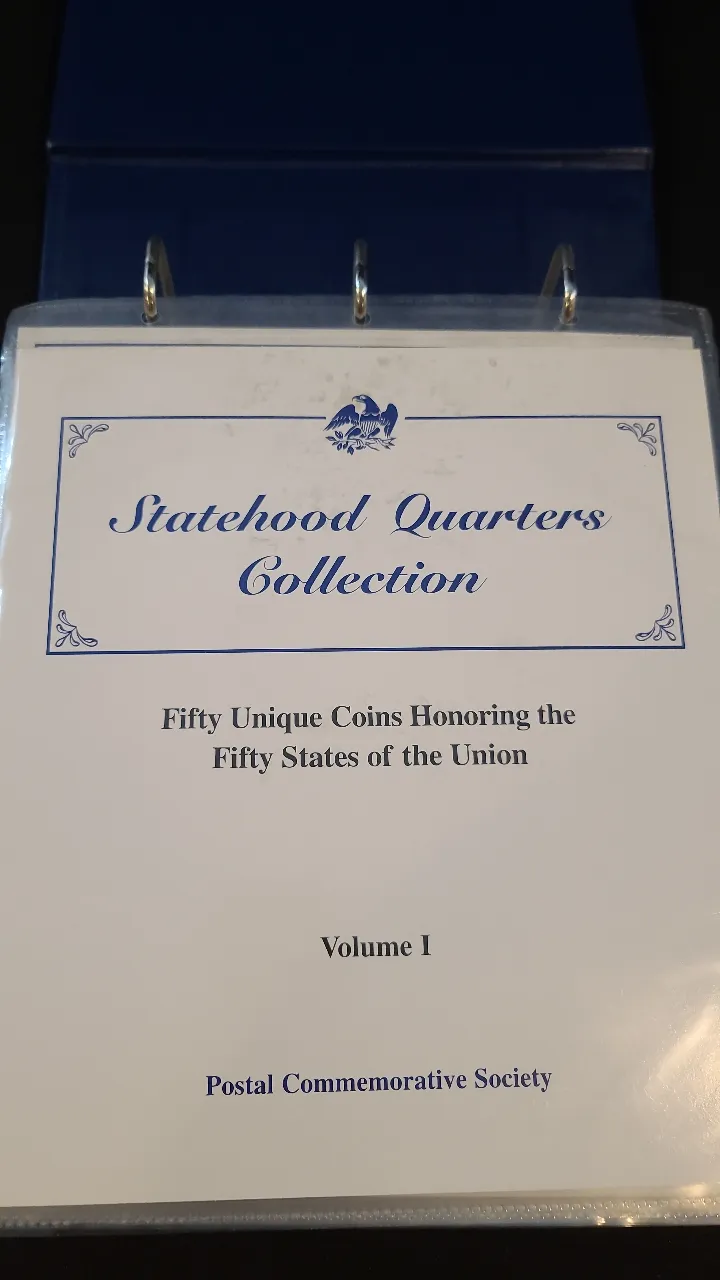 Statehood Quarters
Collection
Fifty Unique Coins Honoring the
Fifty States of the Union
Volume I
Postal Commemorative Society